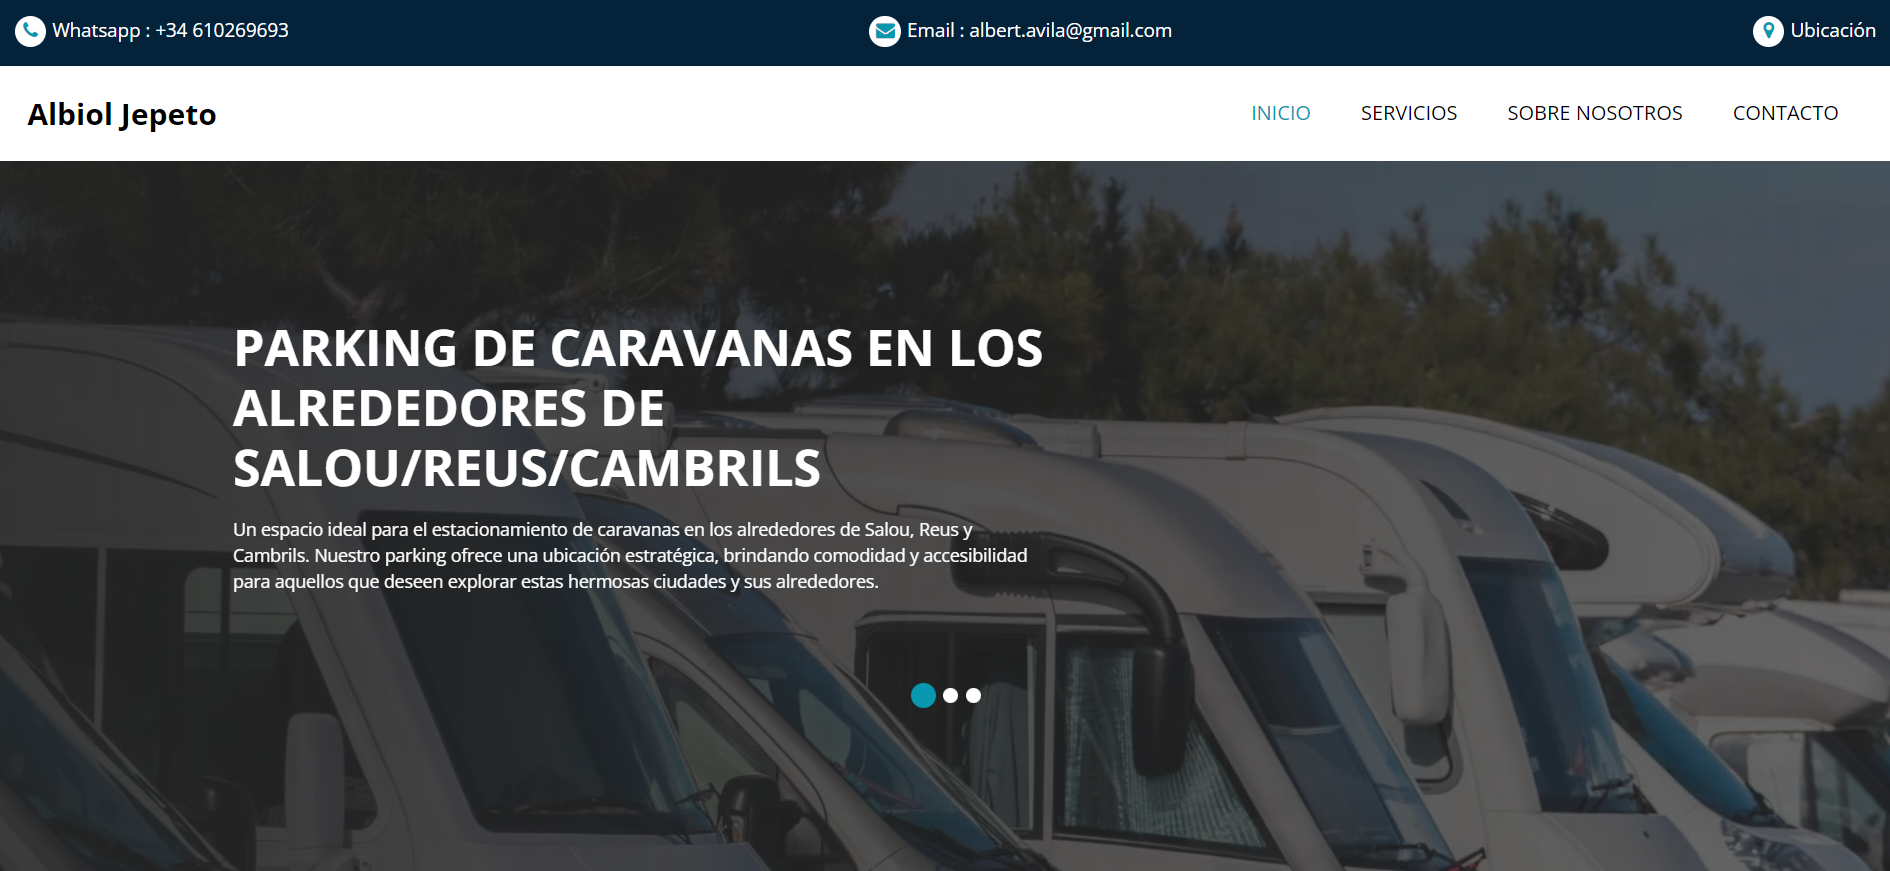 Whatsapp : +34 610269693
Email : albert.avila@gmail.com
Ubicación
Albiol Jepeto
INICIO
SERVICIOS
SOBRE NOSOTROS
CONTACTO
PARKING DE CARAVANAS EN LOS
ALREDEDORES DE
SALOU/REUS/CAMBRILS
Un espacio ideal para el estacionamiento de caravanas en los alrededores de Salou, Reus y
Cambrils. Nuestro parking ofrece una ubicación estratégica, brindando comodidad y accesibilidad
para aquellos que deseen explorar estas hermosas ciudades y sus alrededores.